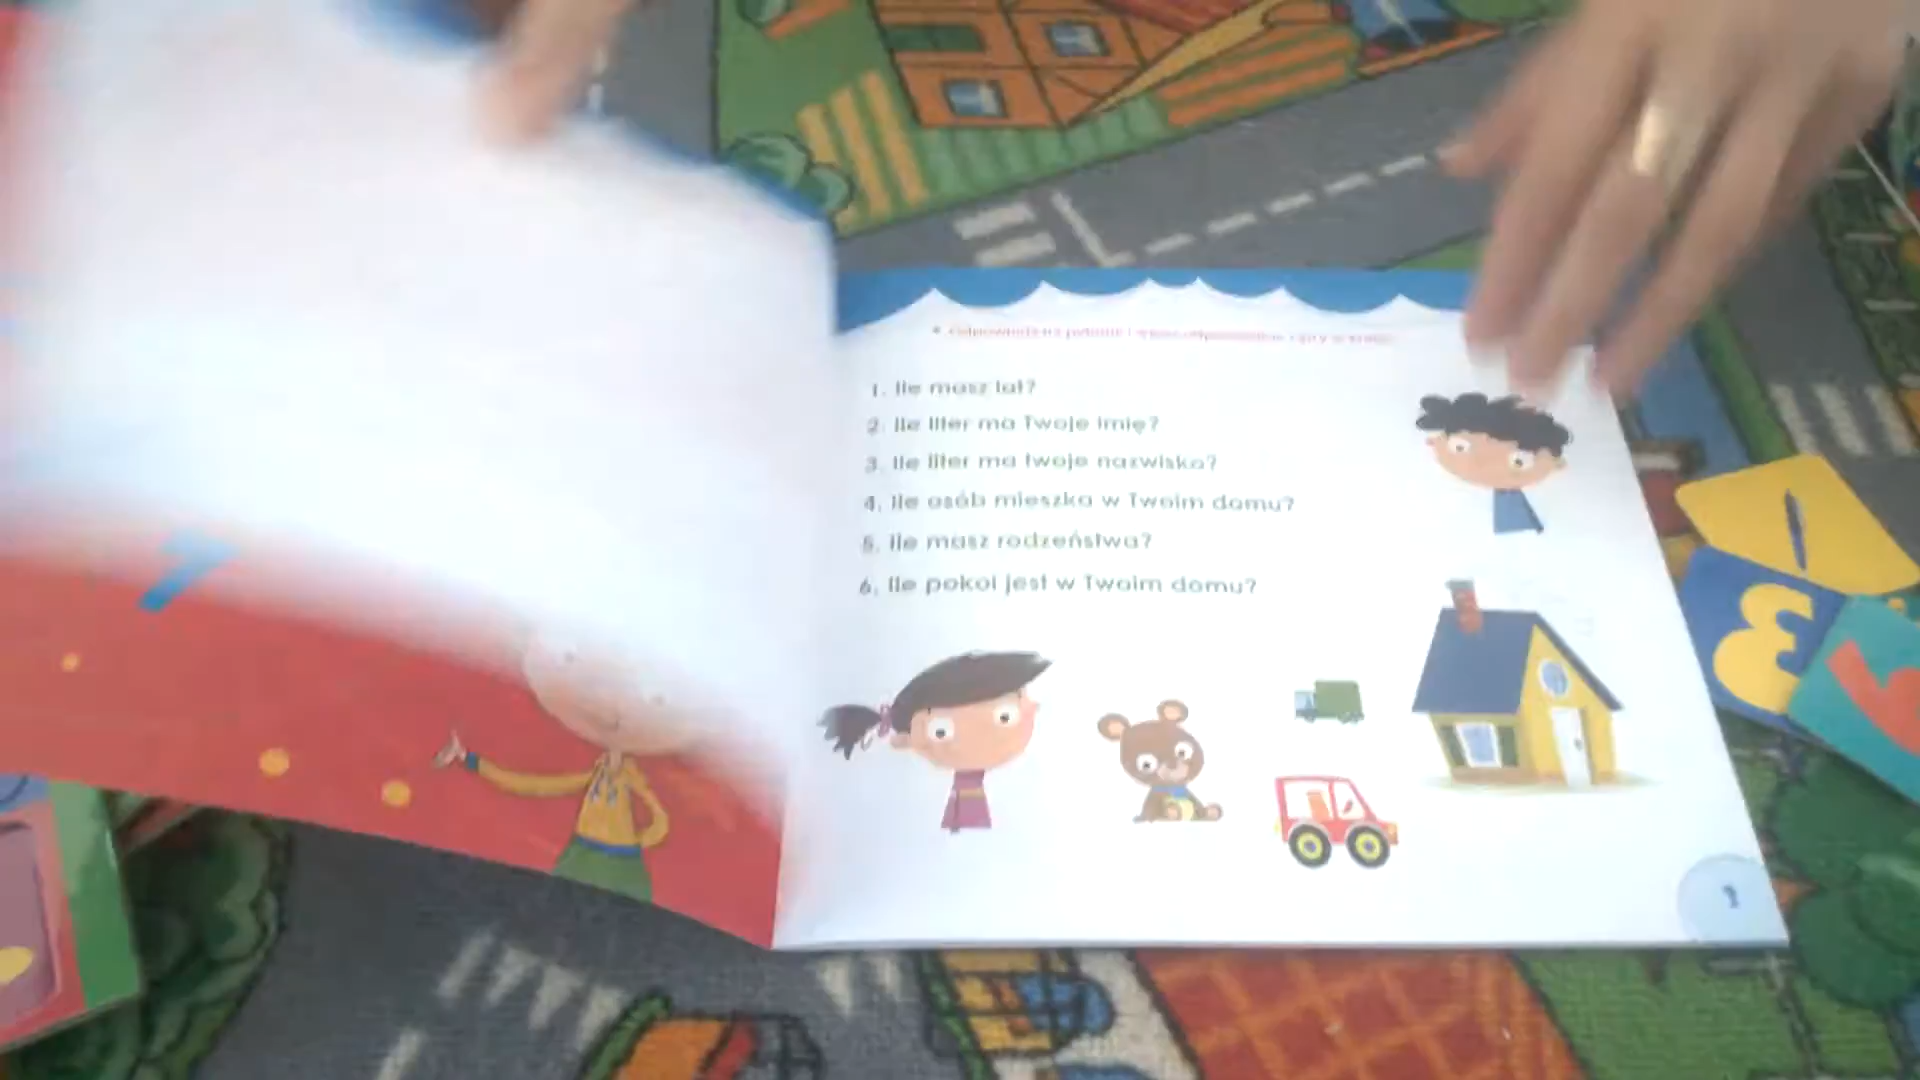 1. Ile masz lat?
2. Ile liter ma Twoje imię?
3. Ile liter ma twoje nazwisko?
4. Ile osób mieszka w Twoim domu?
5. Ile masz rodzeństwa?
6. Ile pokoi jest w Twoim domu?